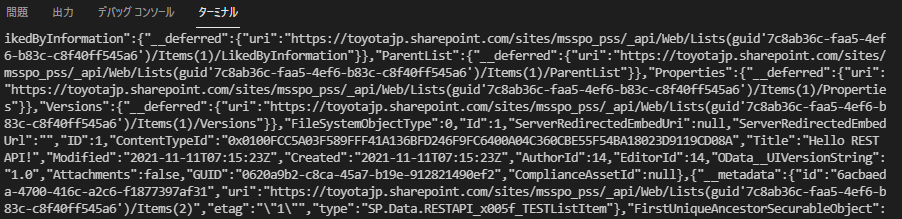 問題 出力 デバッグ コンソール ターミナル
ikedByInformation":{"__deferred":{"uri":"https://toyotajp.sharepoint.com/sites/msspo_pss/_api/Web/Lists(guid'7c8ab36c-faa5-4ef
6-b83c-c8f40ff545a6')/Items(1)/LikedByInformation"}},"ParentList":{"__deferred":{"uri":"https://toyotajp.sharepoint.com/sites/
msspo_pss/_api/Web/Lists(guid'7c8ab36c-faa5-4ef6-b83c-c8f40ff545a6')/Items(1)/ParentList"}},"Properties":{"__deferred":{"uri":
"https://toyotajp.sharepoint.com/sites/msspo_pss/_api/Web/Lists(guid'7c8ab36c-faa5-4ef6-b83c-c8f40ff545a6')/Items(1)/Propertie
s"}},"Versions":{"__deferred":{"uri":"https://toyotajp.sharepoint.com/sites/msspo_pss/_api/Web/Lists(guid'7c8ab36c-faa5-4ef6-b
83c-c8f40ff545a6')/Items(1)/Versions"}},"FileSystemObjectType":0,"Id":1,"ServerRedirectedEmbedUri":null,"ServerRedirectedEmbed
Url":"","ID":1,"ContentTypeId":"0x0100FCC5A03F589FFF41A136BFD246F9FC6400A04C360CBE55F54BA18023D9119CD08A","Title":"Hello REST 
API!","Modified":"2021-11-11T07:15:23Z","Created":"2021-11-11T07:15:23Z","AuthorId":14,"EditorId":14,"OData__UIVersionString":
"1.0","Attachments":false,"GUID":"0620a9b2-c8ca-45a7-b19e-912821490ef2","ComplianceAssetId":null},{"__metadata":{"id":"6acbaed
a-4700-416c-a2c6-f1877397af31","uri":"https://toyotajp.sharepoint.com/sites/msspo_pss/_api/Web/Lists(guid'7c8ab36c-faa5-4ef6-b
83c-c8f40ff545a6')/Items(2)","etag":"\"1\"","type":"SP.Data.RESTAPI_x005f_TESTListItem"},"FirstUniqueAncestorSecurableObject":